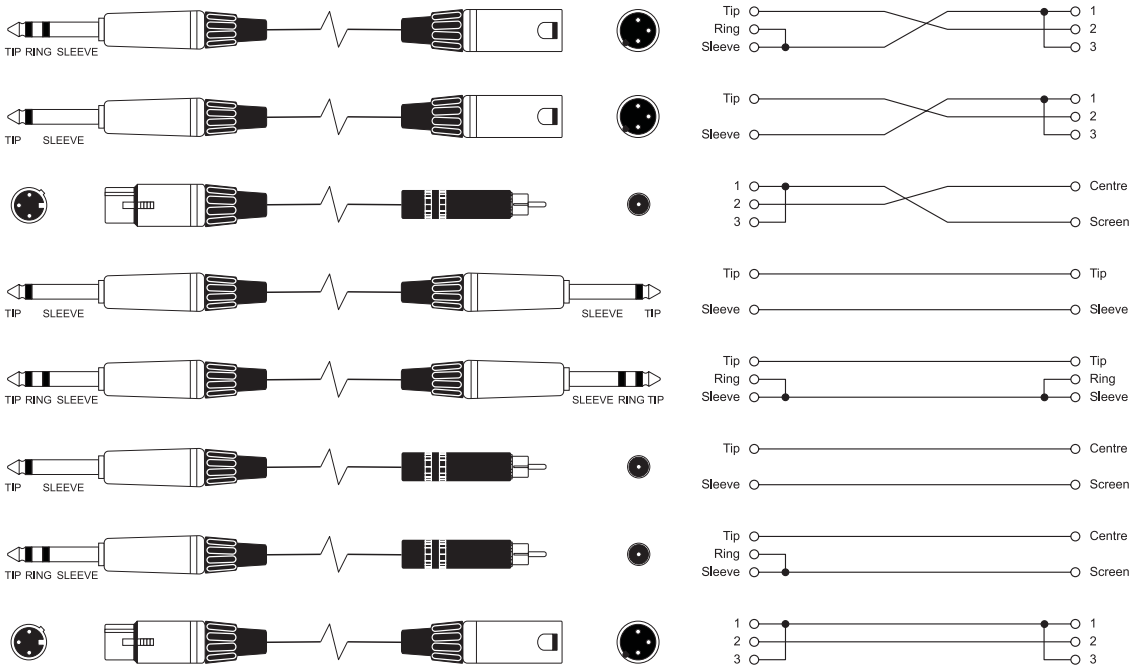 Tip 1
Ring 2
Sleeve 3
TIP RING SLEEVE
Tip 1
2
Sleeve 3
TIP SLEEVE
1 Centre
2
3 Screen
Tip Tip
Sleeve Sleeve
TIP SLEEVE SLEEVE TIP
Tip Tip
Ring Ring
Sleeve Sleeve
TIP RING SLEEVE SLEEVE RING TIP
Tip Centre
Sleeve Screen
TIP SLEEVE
Tip Centre
Ring
Sleeve Screen
TIP RING SLEEVE
1 1
2 2
3 3